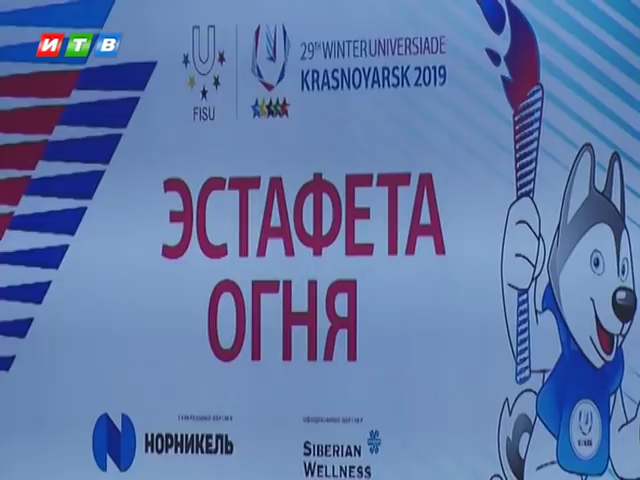 ИТВ
U
FISU
29TH WINTER UNIVERSIADE
KRASNOYARSK 2019
ЭСТАФЕТА
ОГНЯ
НОРНИКЕЛЬ
SIBERIAN
WELLNESS